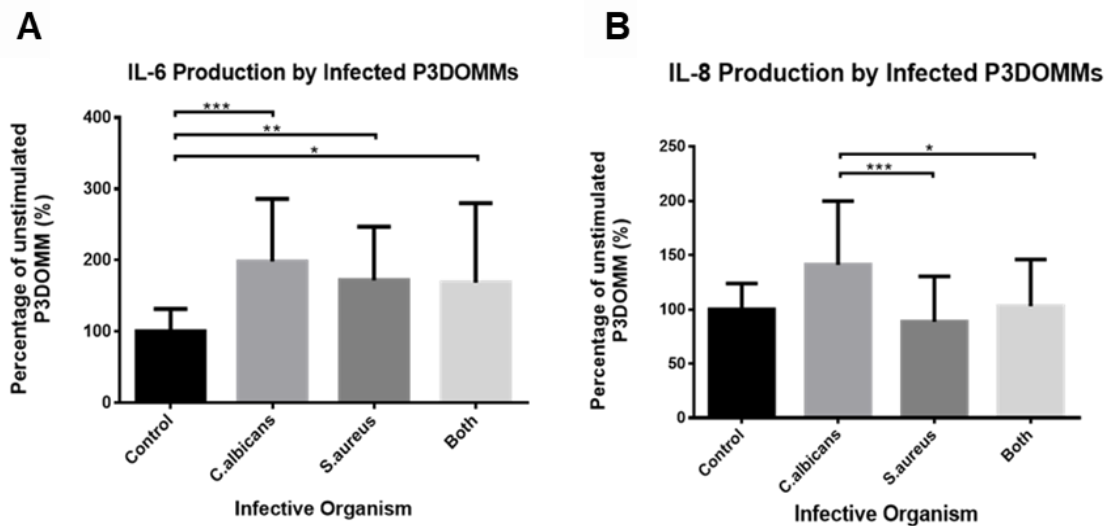 A
IL-6 Production by Infected P3DOMMs
Percentage of unstimulated
P3DOMM (%)
400
300
200
100
0
***
**
*
Control
C.albicans
S.aureus
Both
Infective Organism
B
IL-8 Production by Infected P3DOMMs
Percentage of unstimulated
P3DOMM (%)
250
200
150
100
50
0
*
***
Control
C.albicans
S.aureus
Both
Infective Organism